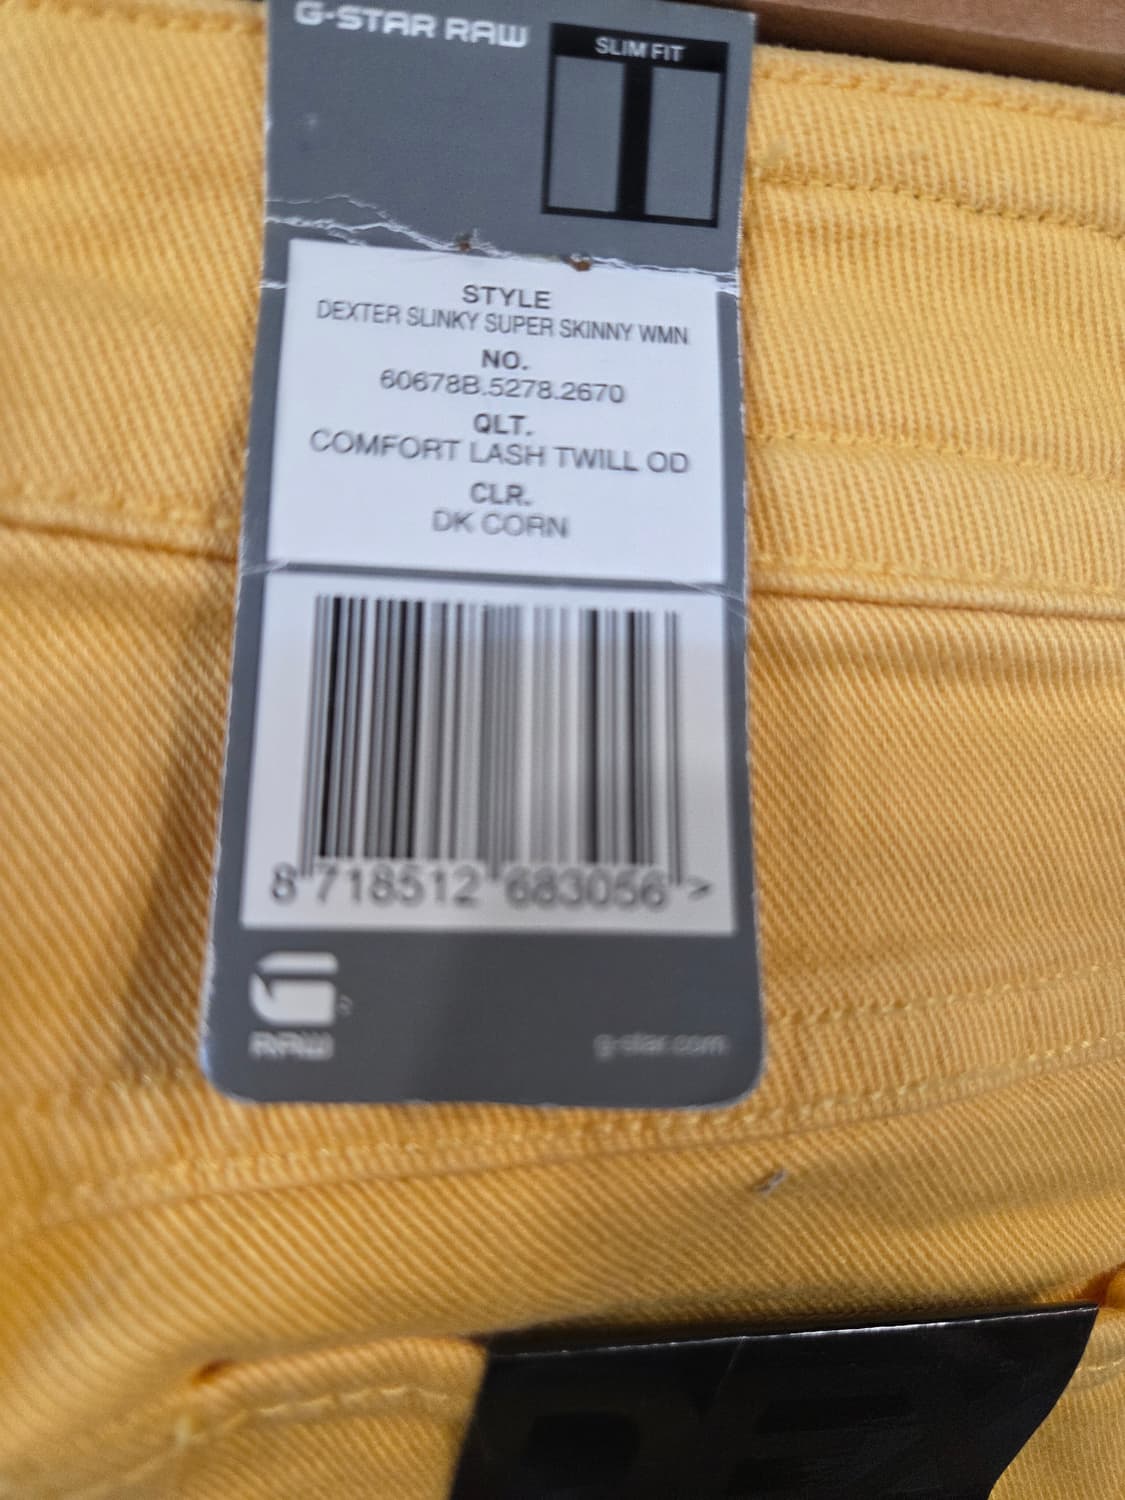 G-STAR RAW
SLIM FIT
STYLE
DEXTER SLINKY SUPER SKINNY WMN
NO.
60678B.5278.2670
QLT.
COMFORT LASH TWILL OD
CLR.
DK CORN
8 718512 683056 >
RAW
g-star.com